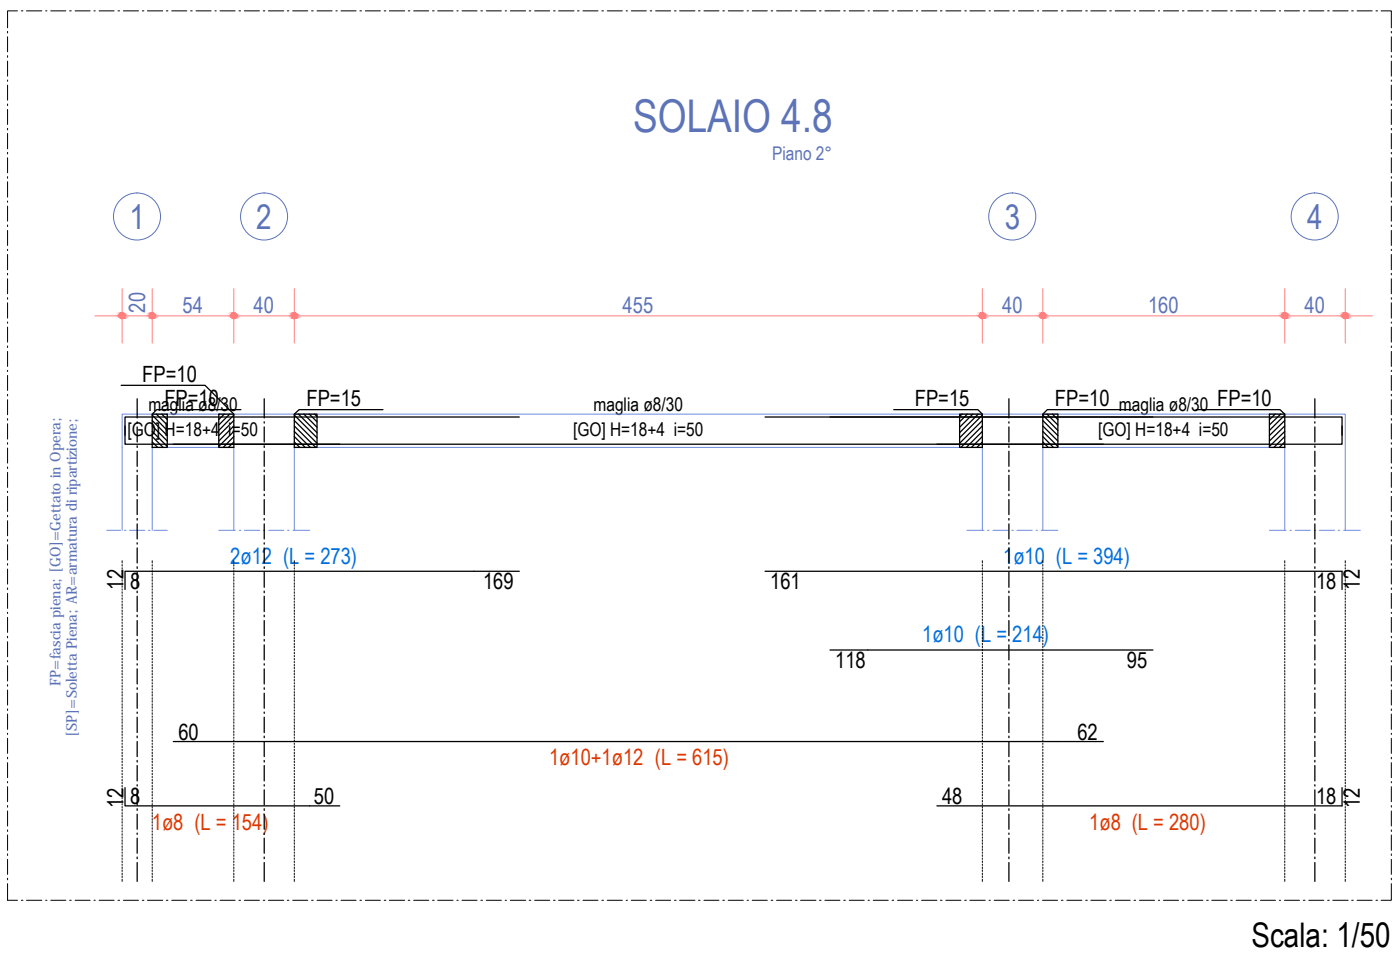 SOLAIO 4.8
Piano 2°
1 2 3 4
20 54 40 455 40 160 40
FP=10
FP=10 FP=15 FP=15 FP=10 FP=10
maglia ø8/30 maglia ø8/30 maglia ø8/30
[GO] H=18+4 i=50 [GO] H=18+4 i=50 [GO] H=18+4 i=50
FP=fascia piena; [GO]=Gettato in Opera;
[SP]=Soletta Piena; AR=armatura di ripartizione;
2ø12 (L = 273) 1ø10 (L = 394)
12 8 169 161 18 12
1ø10 (L = 214)
118 95
60 62
1ø10+1ø12 (L = 615)
12 8 50 48 18 12
1ø8 (L = 154) 1ø8 (L = 280)
Scala: 1/50